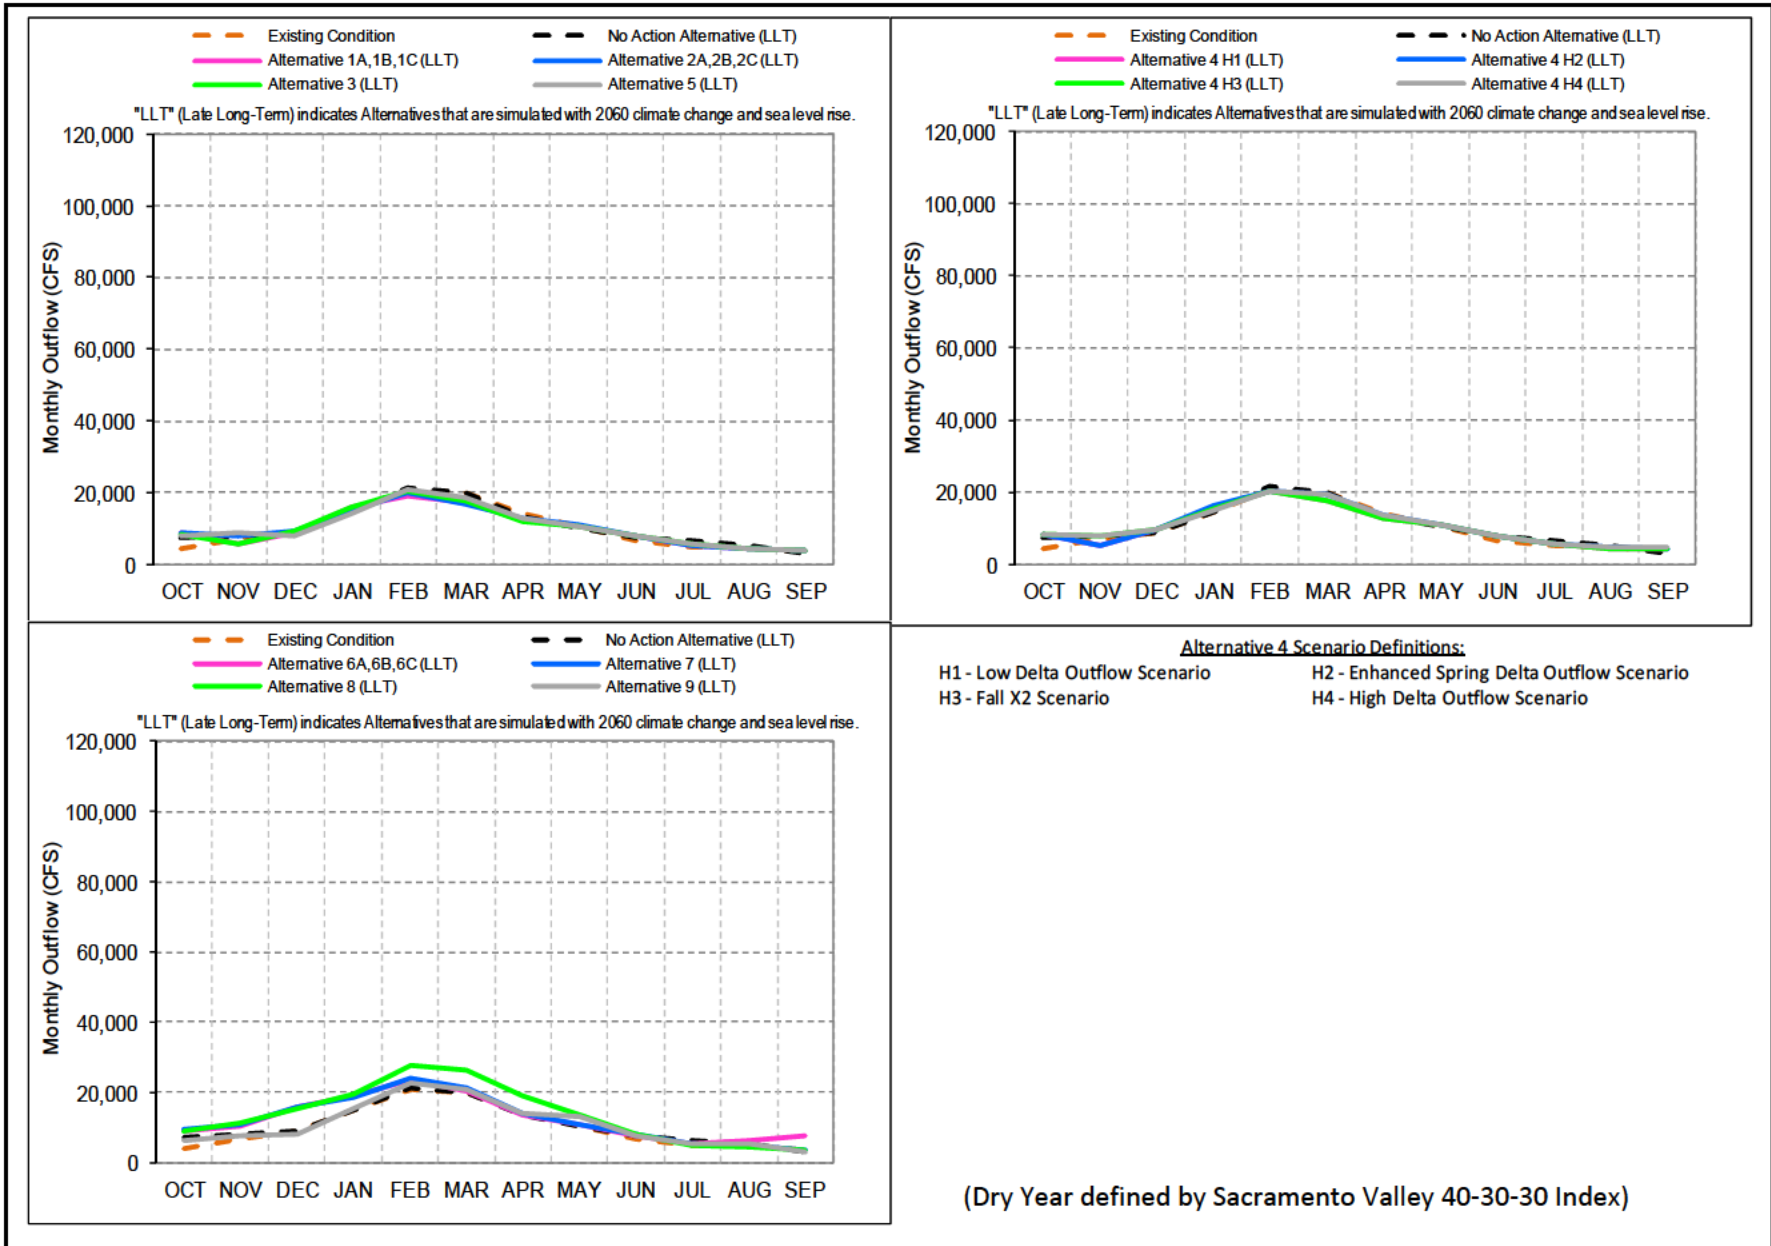 Existing Condition
No Action Alternative (LLT)
Alternative 1A,1B,1C (LLT)
Alternative 2A,2B,2C (LLT)
Alternative 3 (LLT)
Alternative 5 (LLT)
"LLT" (Late Long-Term) indicates Alternatives that are simulated with 2060 climate change and sea level rise.
120,000
100,000
80,000
60,000
40,000
20,000
0
Monthly Outflow (CFS)
OCT NOV DEC JAN FEB MAR APR MAY JUN JUL AUG SEP
Existing Condition
No Action Alternative (LLT)
Alternative 4 H1 (LLT)
Alternative 4 H2 (LLT)
Alternative 4 H3 (LLT)
Alternative 4 H4 (LLT)
"LLT" (Late Long-Term) indicates Alternatives that are simulated with 2060 climate change and sea level rise.
120,000
100,000
80,000
60,000
40,000
20,000
0
Monthly Outflow (CFS)
OCT NOV DEC JAN FEB MAR APR MAY JUN JUL AUG SEP
Existing Condition
No Action Alternative (LLT)
Alternative 6A,6B,6C (LLT)
Alternative 7 (LLT)
Alternative 8 (LLT)
Alternative 9 (LLT)
"LLT" (Late Long-Term) indicates Alternatives that are simulated with 2060 climate change and sea level rise.
120,000
100,000
80,000
60,000
40,000
20,000
0
Monthly Outflow (CFS)
OCT NOV DEC JAN FEB MAR APR MAY JUN JUL AUG SEP
Alternative 4 Scenario Definitions:
H1 - Low Delta Outflow Scenario
H2 - Enhanced Spring Delta Outflow Scenario
H3 - Fall X2 Scenario
H4 - High Delta Outflow Scenario
(Dry Year defined by Sacramento Valley 40-30-30 Index)